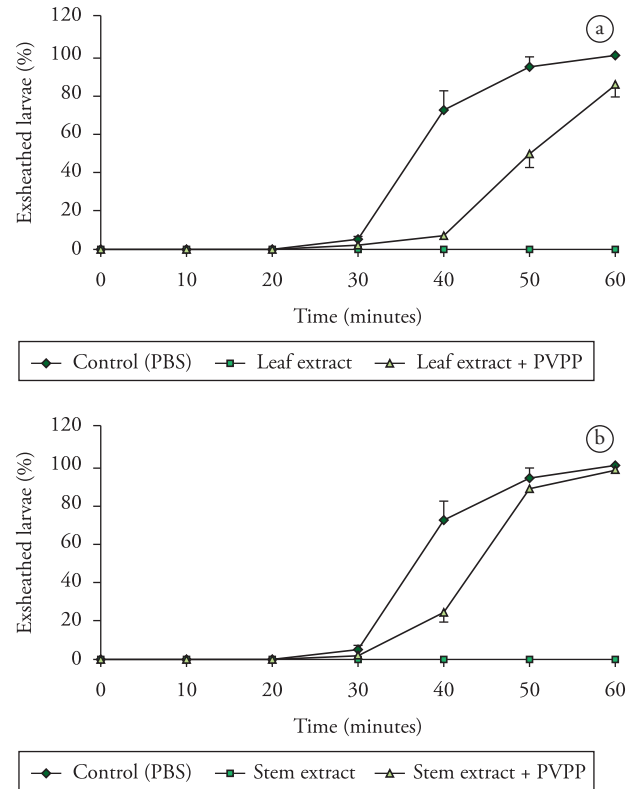 120
a
100
80
60
40
20
0
Exsheathed larvae (%)
0 10 20 30 40 50 60
Time (minutes)
Control (PBS) Leaf extract Leaf extract + PVPP
120
b
100
80
60
40
20
0
Exsheathed larvae (%)
0 10 20 30 40 50 60
Time (minutes)
Control (PBS) Stem extract Stem extract + PVPP